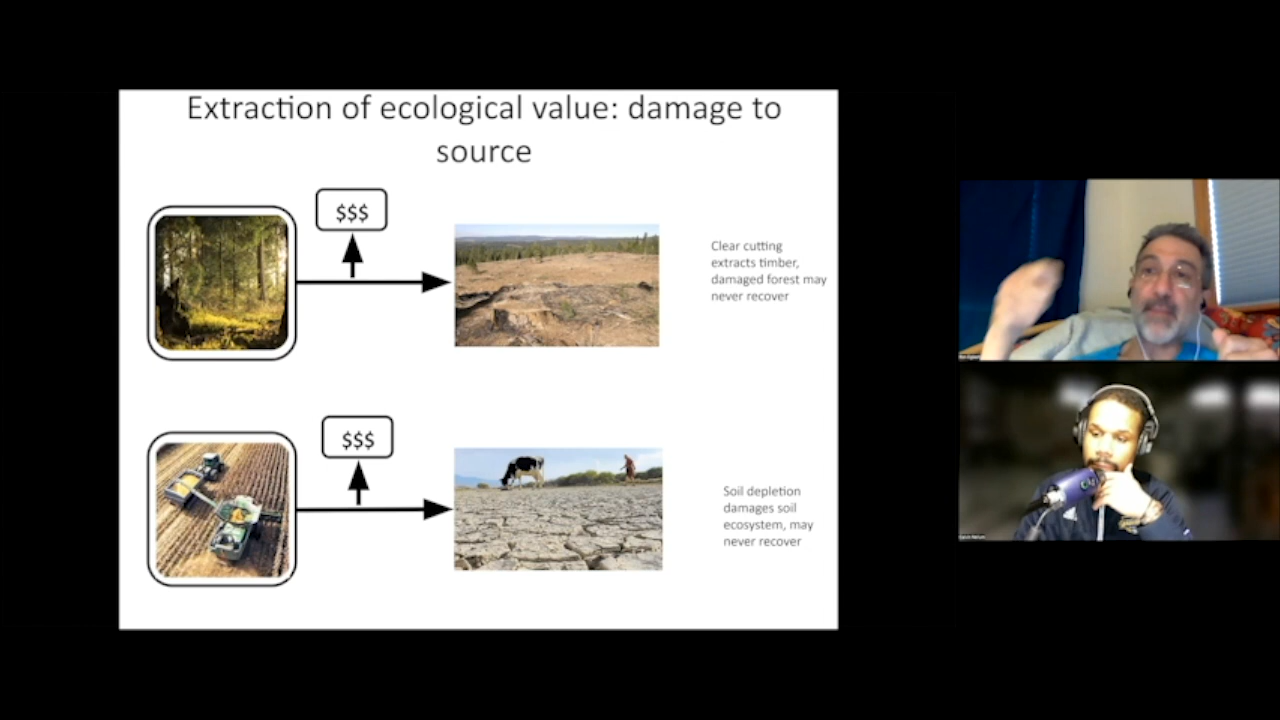 Extraction of ecological value: damage to
source
$$$
Clear cutting
extracts timber,
damaged forest may
never recover
$$$
Soil depletion
damages soil
ecosystem, may
never recover